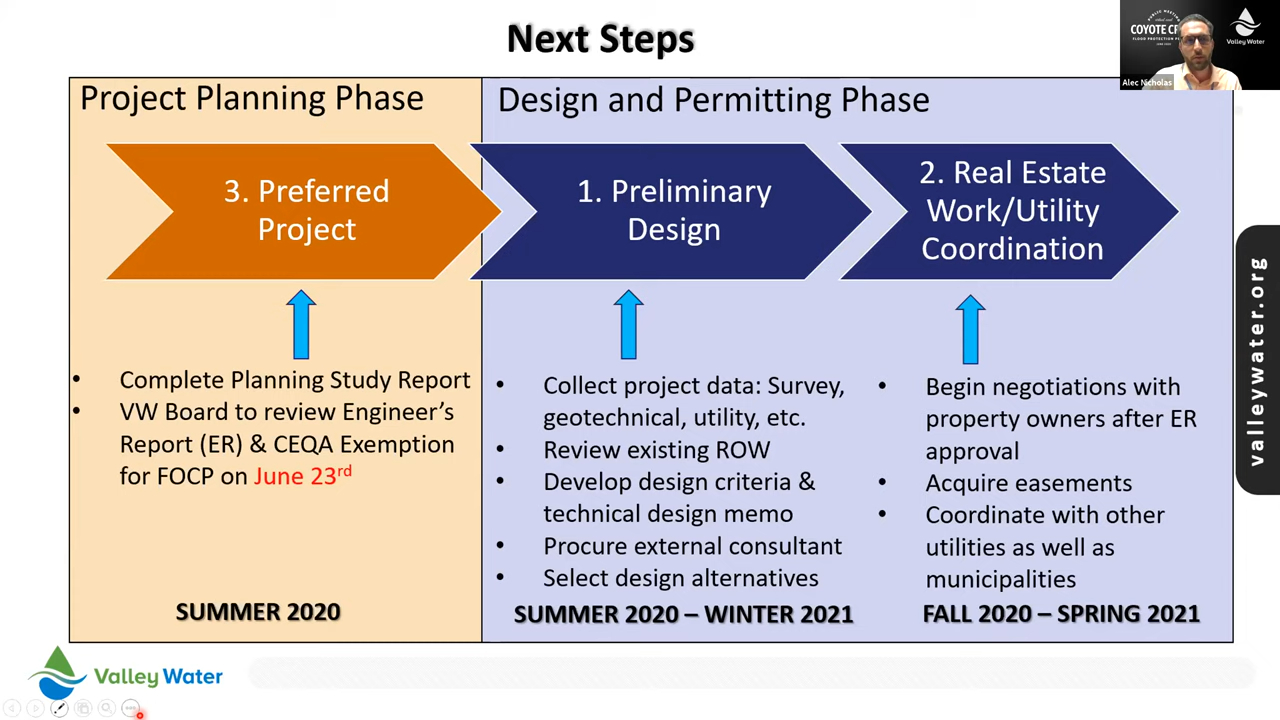 Next Steps
PUBLIC MEETING
COYOTE CR
Valley Water
Alec Nicholas
Project Planning Phase
Design and Permitting Phase
3. Preferred
Project
1. Preliminary
Design
2. Real Estate
Work/Utility
Coordination
• Complete Planning Study Report
• VW Board to review Engineer’s
Report (ER) & CEQA Exemption
for FOCP on June 23rd
SUMMER 2020
• Collect project data: Survey,
geotechnical, utility, etc.
• Review existing ROW
• Develop design criteria &
technical design memo
• Procure external consultant
• Select design alternatives
SUMMER 2020 – WINTER 2021
• Begin negotiations with
property owners after ER
approval
• Acquire easements
• Coordinate with other
utilities as well as
municipalities
FALL 2020 – SPRING 2021
valleywater.org
Valley Water